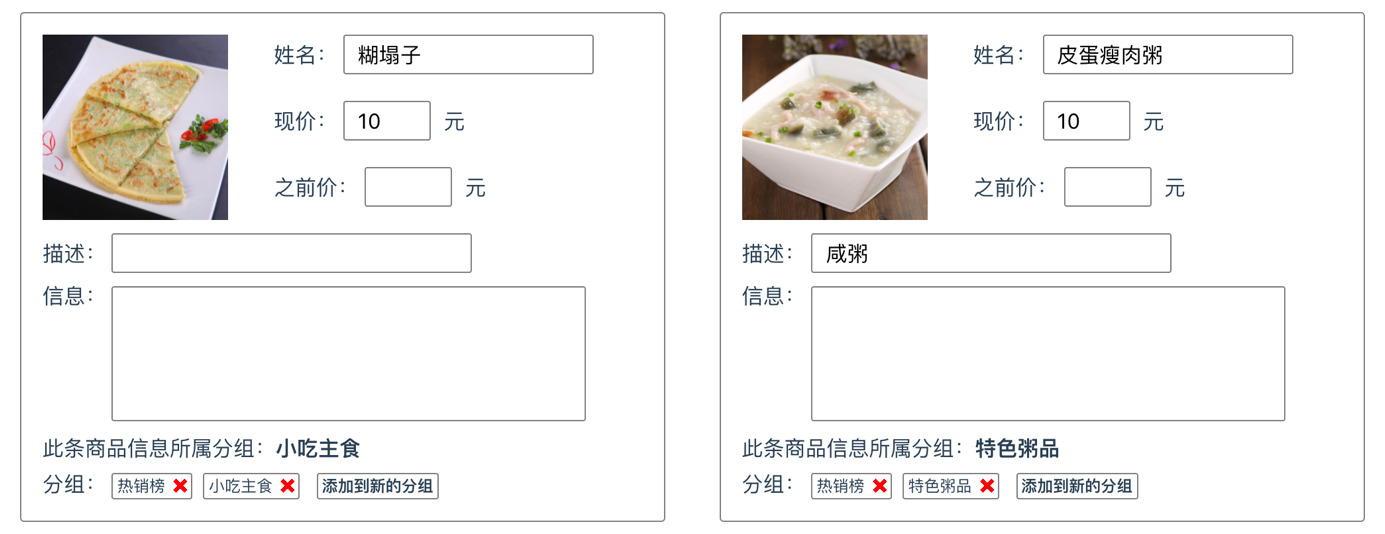 姓名： 糊塌子
现价： 10 元
之前价： 元
描述：
信息：
此条商品信息所属分组：小吃主食
分组： 热销榜 ❌ 小吃主食 ❌ 添加到新的分组
姓名： 皮蛋瘦肉粥
现价： 10 元
之前价： 元
描述： 咸粥
信息：
此条商品信息所属分组：特色粥品
分组： 热销榜 ❌ 特色粥品 ❌ 添加到新的分组